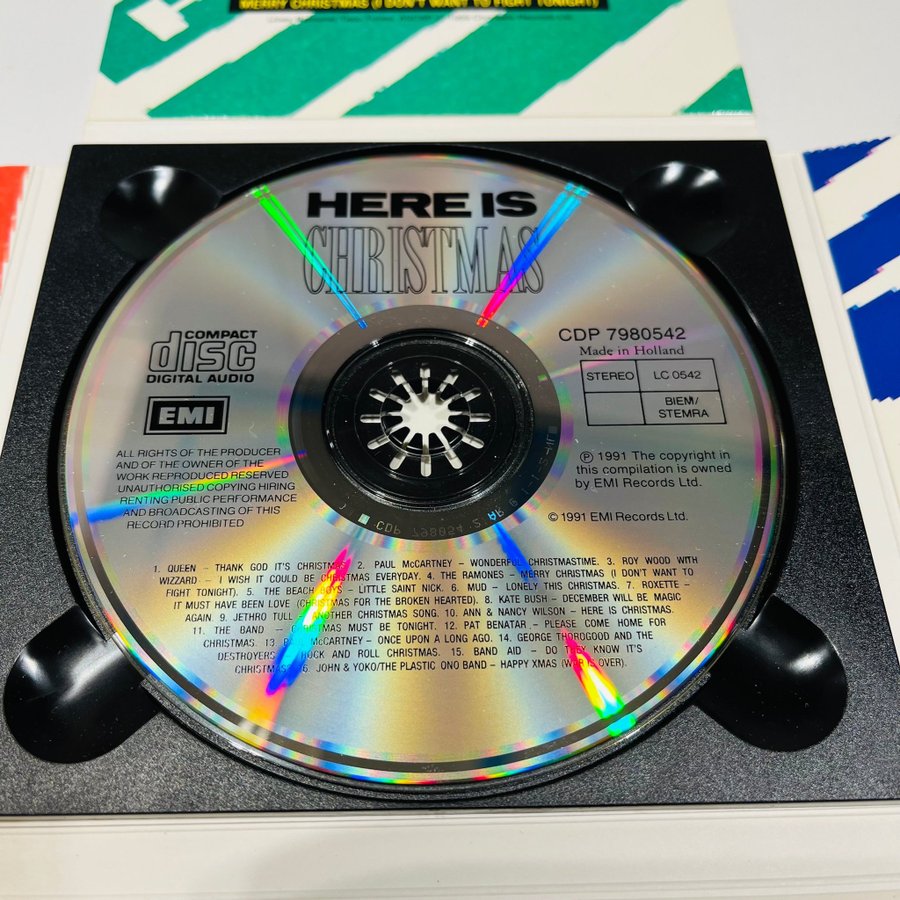 MERRY CHRISTMAS (I DON'T WANT TO FIGHT TONIGHT)
HERE IS
CHRISTMAS
COMPACT
disc
DIGITAL AUDIO
EMI
ALL RIGHTS OF THE PRODUCER
AND OF THE OWNER OF THE
WORK REPRODUCED RESERVED
UNAUTHORISED COPYING HIRING
RENTING PUBLIC PERFORMANCE
AND BROADCASTING OF THIS
RECORD PROHIBITED
CDP 7980542
Made in Holland
STEREO
LC 0542
BIEM/
STEMRA
Ⓟ 1991 The copyright in
this compilation is owned
by EMI Records Ltd.
© 1991 EMI Records Ltd.
1. QUEEN – THANK GOD IT'S CHRISTMAS 2. PAUL McCARTNEY – WONDERFUL CHRISTMASTIME. 3. ROY WOOD WITH
WIZZARD – I WISH IT COULD BE CHRISTMAS EVERYDAY. 4. THE RAMONES – MERRY CHRISTMAS (I DON'T WANT TO
FIGHT TONIGHT). 5. THE BEACH BOYS – LITTLE SAINT NICK. 6. MUD – LONELY THIS CHRISTMAS. 7. ROXETTE –
IT MUST HAVE BEEN LOVE (CHRISTMAS FOR THE BROKEN HEARTED). 8. KATE BUSH – DECEMBER WILL BE MAGIC
AGAIN. 9. JETHRO TULL – ANOTHER CHRISTMAS SONG. 10. ANN & NANCY WILSON – HERE IS CHRISTMAS.
11. THE BAND – CHRISTMAS MUST BE TONIGHT. 12. PAT BENATAR – PLEASE COME HOME FOR
CHRISTMAS. 13. McCARTNEY – ONCE UPON A LONG AGO. 14. GEORGE THOROGOOD AND THE
DESTROYERS – ROCK AND ROLL CHRISTMAS. 15. BAND AID – DO THEY KNOW IT'S
CHRISTMAS 16. JOHN & YOKO/THE PLASTIC ONO BAND – HAPPY XMAS (WAR IS OVER).